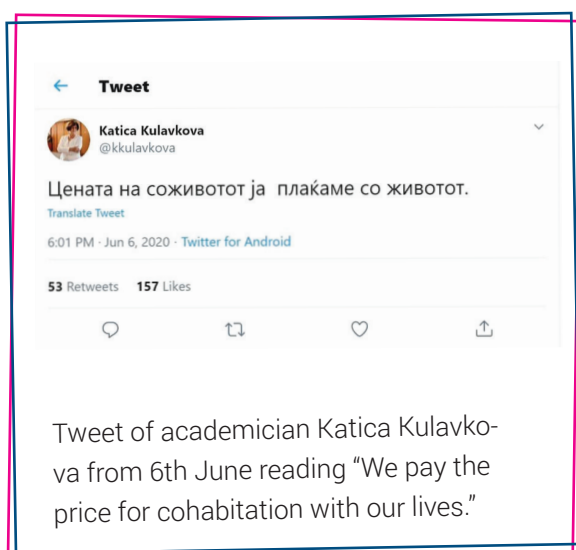 Tweet
Katica Kulavkova
@kkulavkova
Цената на соживотот ја плаќаме со животот.
Translate Tweet
6:01 PM · Jun 6, 2020 · Twitter for Android
53 Retweets 157 Likes
Tweet of academician Katica Kulavko-
va from 6th June reading “We pay the
price for cohabitation with our lives.”